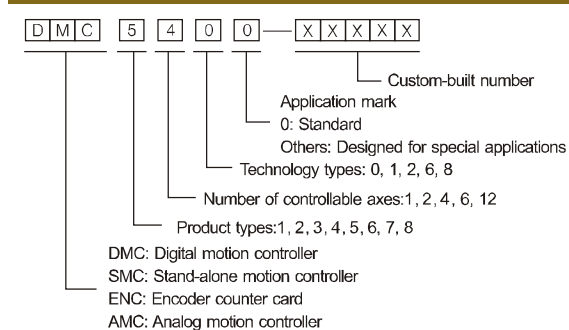 DMC 5 4 0 0—XXXXX
Custom-built number
Application mark
0: Standard
Others: Designed for special applications
Technology types: 0, 1, 2, 6, 8
Number of controllable axes:1, 2, 4, 6, 12
Product types:1, 2, 3, 4, 5, 6, 7, 8
DMC: Digital motion controller
SMC: Stand-alone motion controller
ENC: Encoder counter card
AMC: Analog motion controller